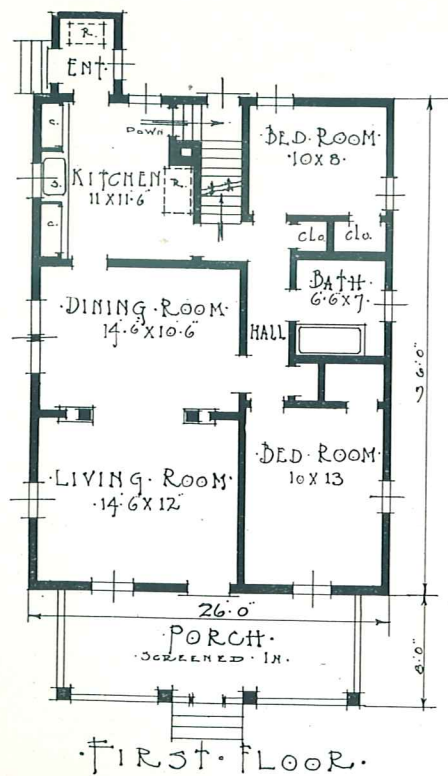 R.
ENT.
C.
DOWN
BED ROOM
10 X 8
S.
KITCHEN
11 X 11'-6"
R.
C.
CLO.
CLO.
BATH
6'-6" X 7'
DINING ROOM
14'-6" X 10'-6"
HALL
LIVING ROOM
14'-6" X 12'
BED ROOM
10 X 13
26'-0"
PORCH
SCREENED IN.
8'-0"
FIRST FLOOR